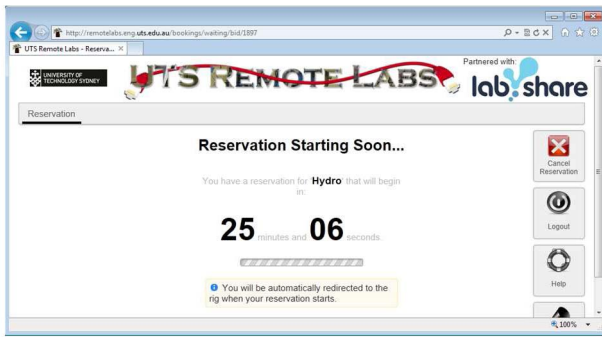 http://remotelabs.eng.uts.edu.au/bookings/waiting/bid/1897
UTS Remote Labs - Reserva...
UNIVERSITY OF
TECHNOLOGY SYDNEY
UTS REMOTE LABS
Partnered with:
labshare
Reservation
Reservation Starting Soon...
You have a reservation for 'Hydro' that will begin
in:
25 minutes and 06 seconds.
You will be automatically redirected to the
rig when your reservation starts.
Cancel
Reservation
Logout
Help
100%